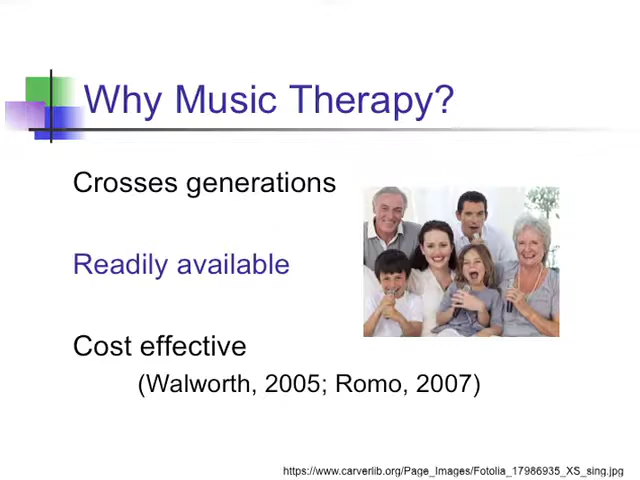 Why Music Therapy?
Crosses generations
Readily available
Cost effective
(Walworth, 2005; Romo, 2007)
https://www.carverlib.org/Page_Images/Fotolia_17986935_XS_sing.jpg